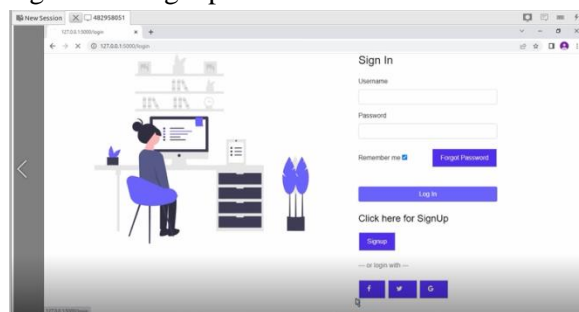 New Session 482958051
127.0.0.1:5000/login
127.0.0.1:5000/login
Sign In
Username
Password
Remember me
Forgot Password
Log In
Click here for SignUp
Signup
— or login with —
f G